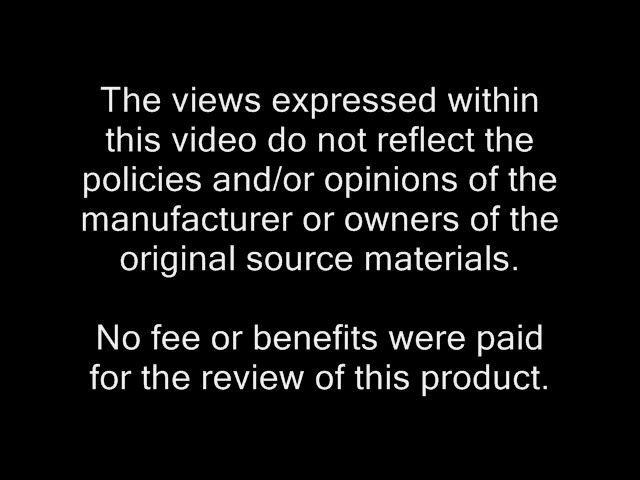 The views expressed within
this video do not reflect the
policies and/or opinions of the
manufacturer or owners of the
original source materials.
No fee or benefits were paid
for the review of this product.